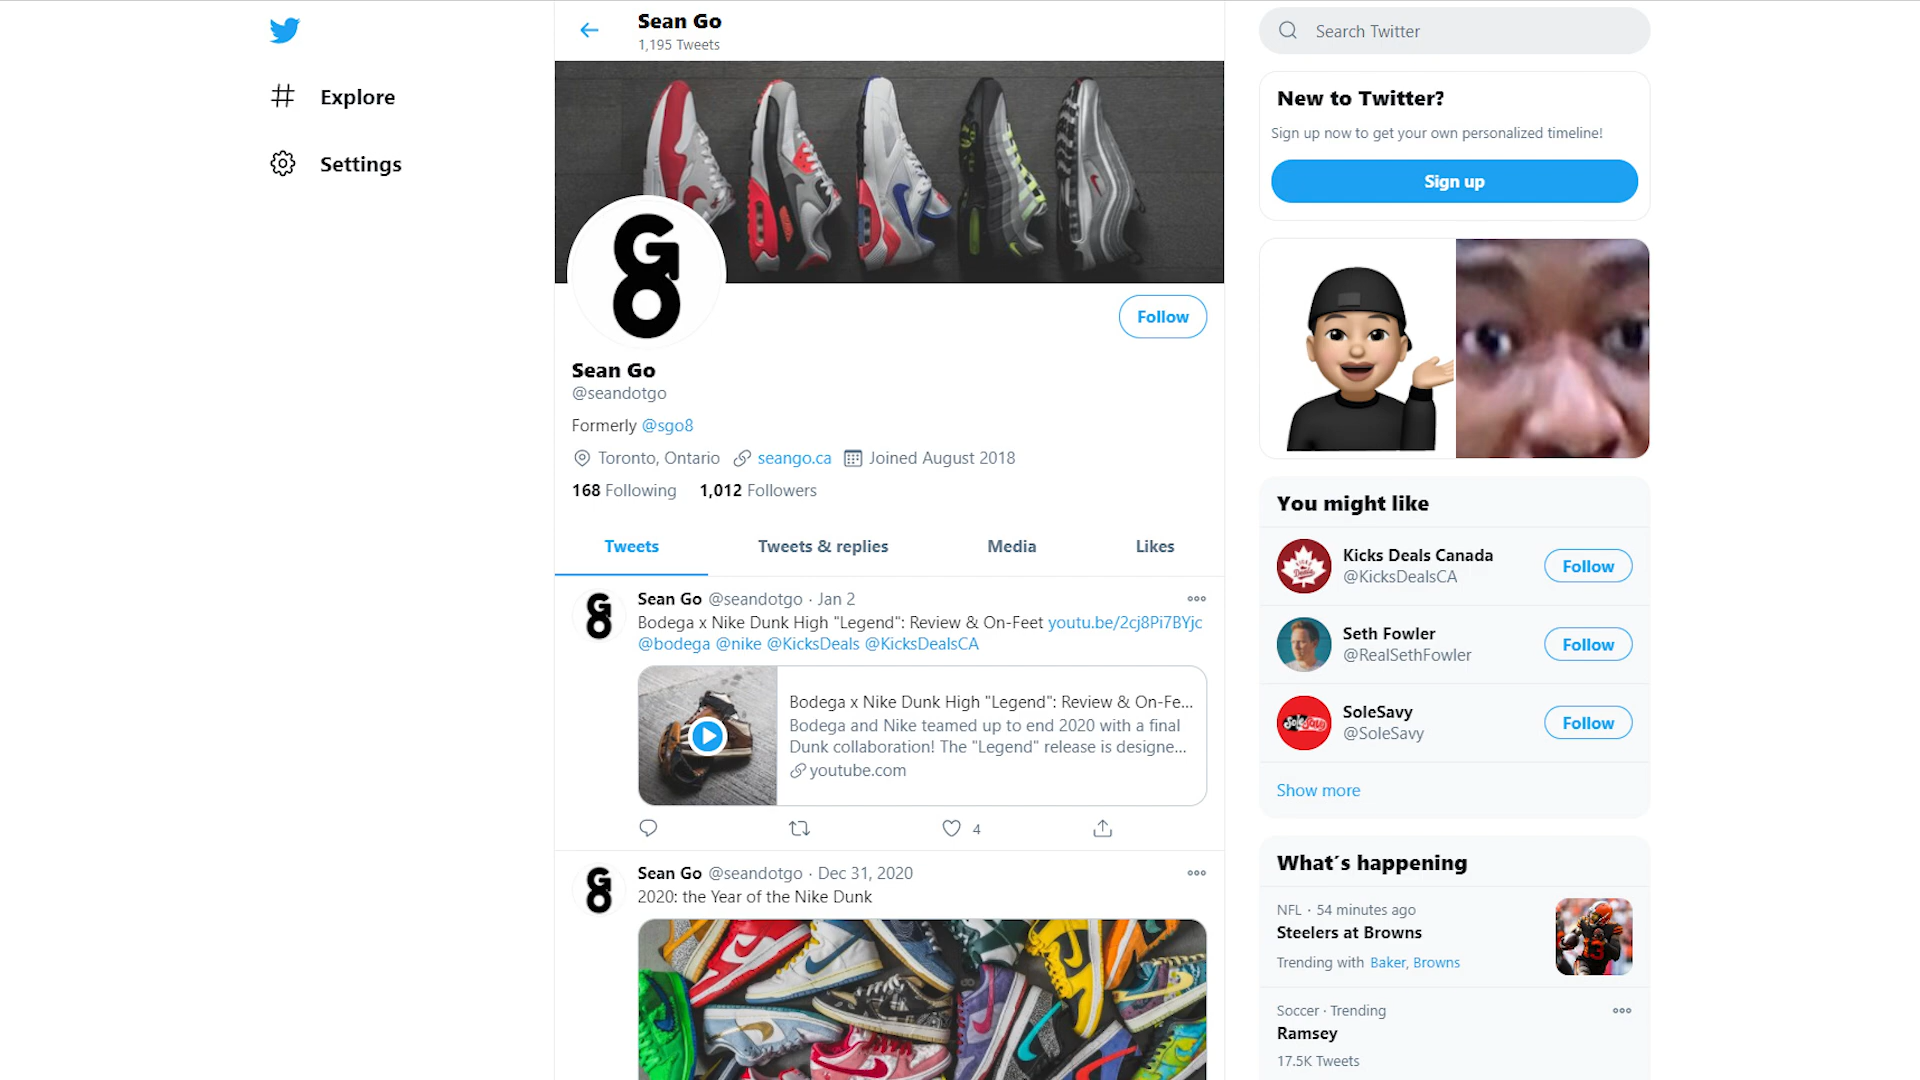 Explore
Settings
Sean Go
1,195 Tweets
GO
Follow
Sean Go
@seandotgo
Formerly @sgo8
Toronto, Ontario seango.ca Joined August 2018
168 Following 1,012 Followers
Tweets Tweets & replies Media Likes
GO
Sean Go @seandotgo · Jan 2
Bodega x Nike Dunk High "Legend": Review & On-Feet youtu.be/2cj8Pi7BYjc
@bodega @nike @KicksDeals @KicksDealsCA
Bodega x Nike Dunk High "Legend": Review & On-Fe...
Bodega and Nike teamed up to end 2020 with a final
Dunk collaboration! The "Legend" release is designe...
youtube.com
4
GO
Sean Go @seandotgo · Dec 31, 2020
2020: the Year of the Nike Dunk
Search Twitter
New to Twitter?
Sign up now to get your own personalized timeline!
Sign up
You might like
Kicks Deals Canada
@KicksDealsCA
Follow
Seth Fowler
@RealSethFowler
Follow
SoleSavy
SoleSavy
@SoleSavy
Follow
Show more
What´s happening
NFL · 54 minutes ago
Steelers at Browns
Trending with Baker, Browns
13
Soccer · Trending
Ramsey
17.5K Tweets